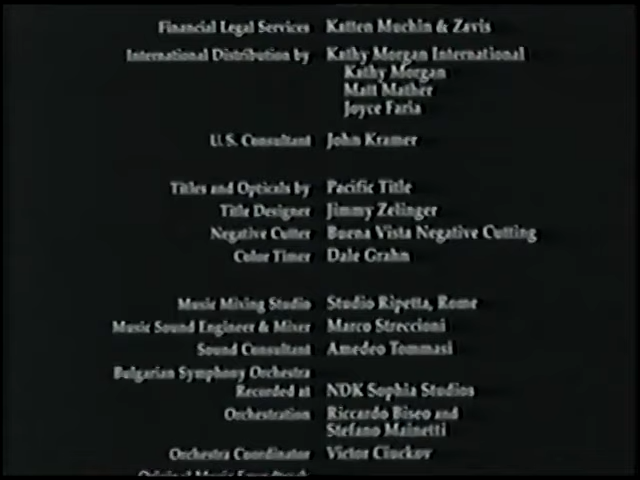 Financial Legal Services Katten Muchin & Zavis
International Distribution by Kathy Morgan International
Kathy Morgan
Matt Mather
Joyce Faria
U.S. Consultant John Kramer
Titles and Opticals by Pacific Title
Title Designer Jimmy Zelinger
Negative Cutter Buena Vista Negative Cutting
Color Timer Dale Grahn
Music Mixing Studio Studio Ripetta, Rome
Music Sound Engineer & Mixer Marco Streccioni
Sound Consultant Amedeo Tommasi
Bulgarian Symphony Orchestra
Recorded at NDK Sophia Studios
Orchestration Riccardo Biseo and
Stefano Mainetti
Orchestra Coordinator Victor Ciuckov
Original Music